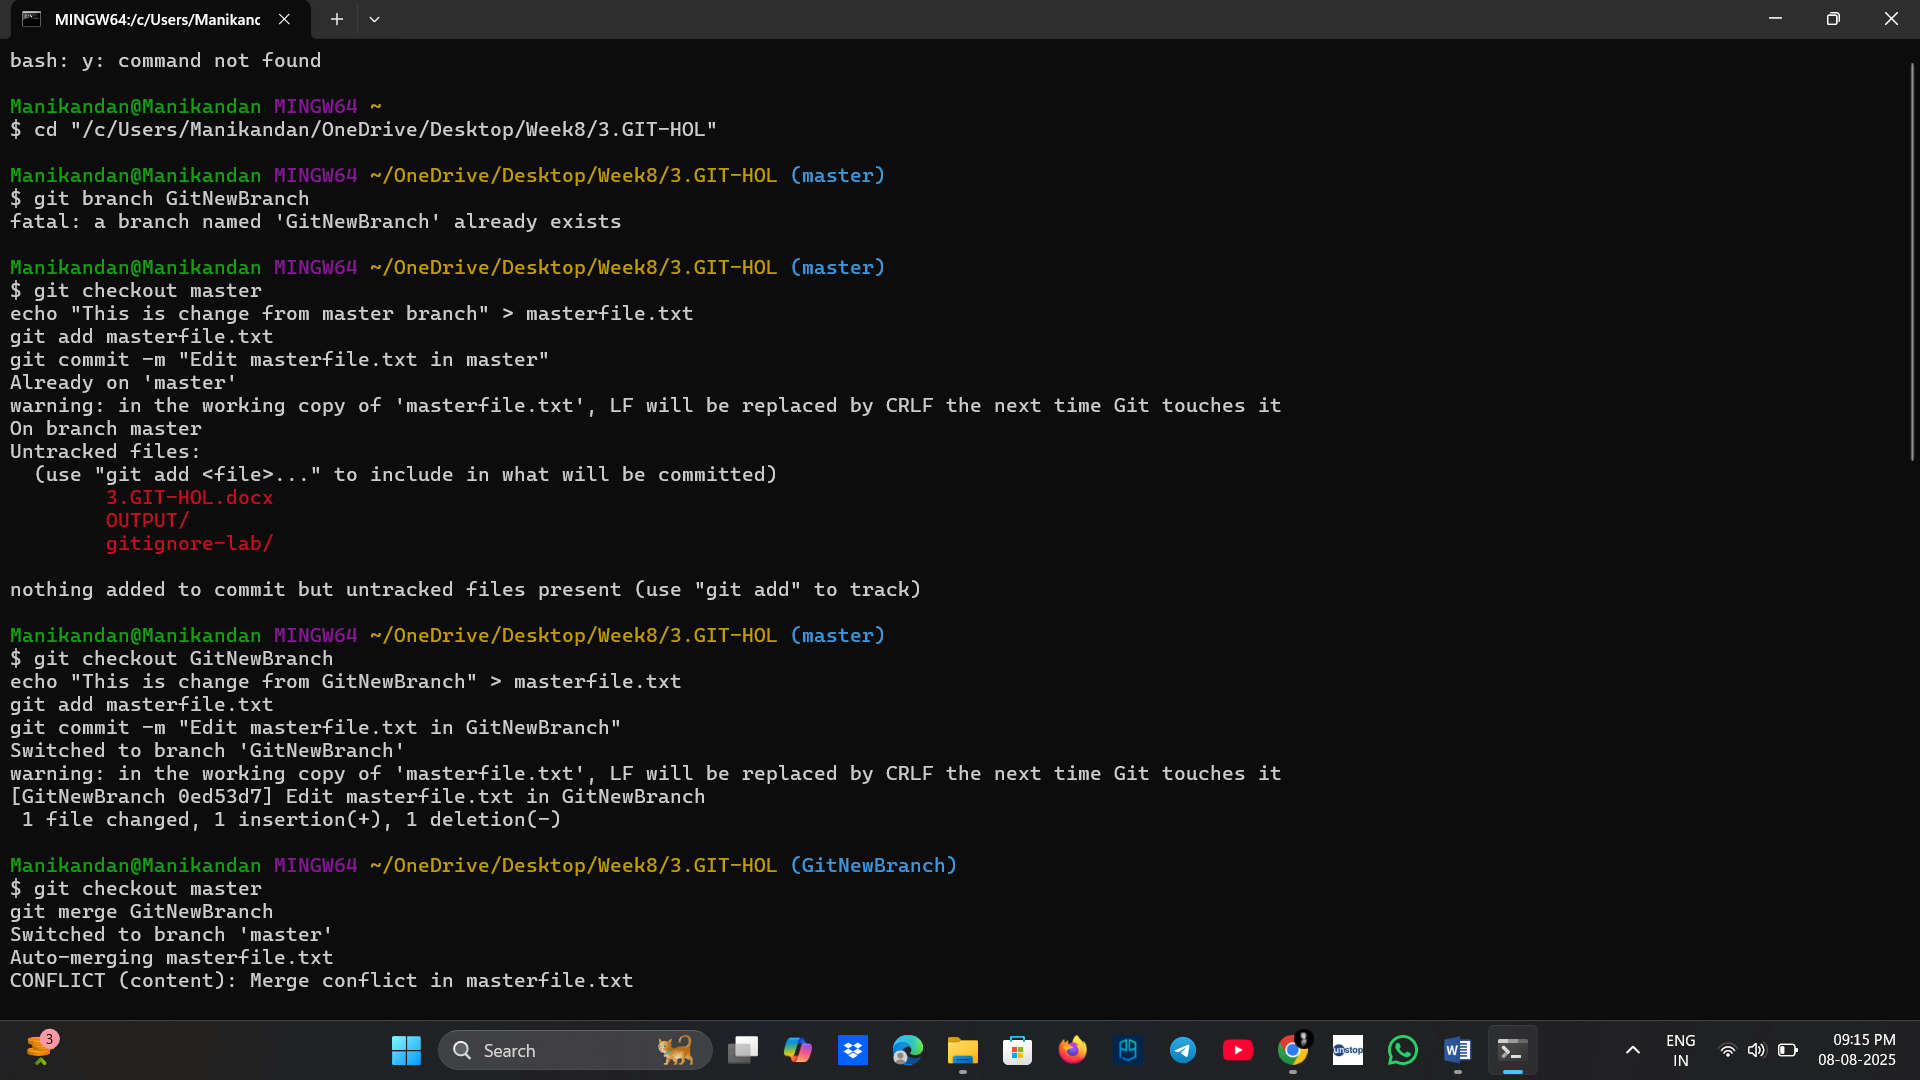 MINGW64:/c/Users/Manikanc
bash: y: command not found
Manikandan@Manikandan MINGW64 ~
$ cd "/c/Users/Manikandan/OneDrive/Desktop/Week8/3.GIT-HOL"
Manikandan@Manikandan MINGW64 ~/OneDrive/Desktop/Week8/3.GIT-HOL (master)
$ git branch GitNewBranch
fatal: a branch named 'GitNewBranch' already exists
Manikandan@Manikandan MINGW64 ~/OneDrive/Desktop/Week8/3.GIT-HOL (master)
$ git checkout master
echo "This is change from master branch" > masterfile.txt
git add masterfile.txt
git commit -m "Edit masterfile.txt in master"
Already on 'master'
warning: in the working copy of 'masterfile.txt', LF will be replaced by CRLF the next time Git touches it
On branch master
Untracked files:
  (use "git add <file>..." to include in what will be committed)
        3.GIT-HOL.docx
        OUTPUT/
        gitignore-lab/
nothing added to commit but untracked files present (use "git add" to track)
Manikandan@Manikandan MINGW64 ~/OneDrive/Desktop/Week8/3.GIT-HOL (master)
$ git checkout GitNewBranch
echo "This is change from GitNewBranch" > masterfile.txt
git add masterfile.txt
git commit -m "Edit masterfile.txt in GitNewBranch"
Switched to branch 'GitNewBranch'
warning: in the working copy of 'masterfile.txt', LF will be replaced by CRLF the next time Git touches it
[GitNewBranch 0ed53d7] Edit masterfile.txt in GitNewBranch
 1 file changed, 1 insertion(+), 1 deletion(-)
Manikandan@Manikandan MINGW64 ~/OneDrive/Desktop/Week8/3.GIT-HOL (GitNewBranch)
$ git checkout master
git merge GitNewBranch
Switched to branch 'master'
Auto-merging masterfile.txt
CONFLICT (content): Merge conflict in masterfile.txt
3
Search
unstop
W
ENG
IN
09:15 PM
08-08-2025